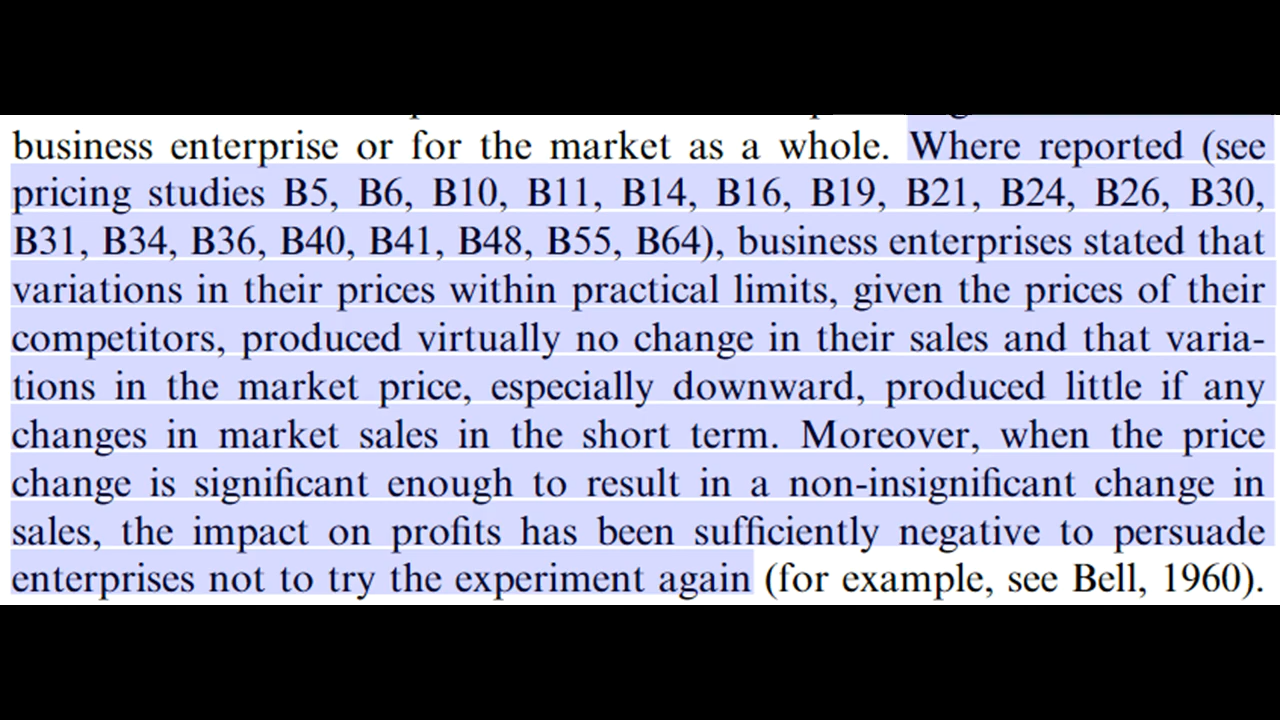 business enterprise or for the market as a whole. Where reported (see
pricing studies B5, B6, B10, B11, B14, B16, B19, B21, B24, B26, B30,
B31, B34, B36, B40, B41, B48, B55, B64), business enterprises stated that
variations in their prices within practical limits, given the prices of their
competitors, produced virtually no change in their sales and that varia-
tions in the market price, especially downward, produced little if any
changes in market sales in the short term. Moreover, when the price
change is significant enough to result in a non-insignificant change in
sales, the impact on profits has been sufficiently negative to persuade
enterprises not to try the experiment again (for example, see Bell, 1960).